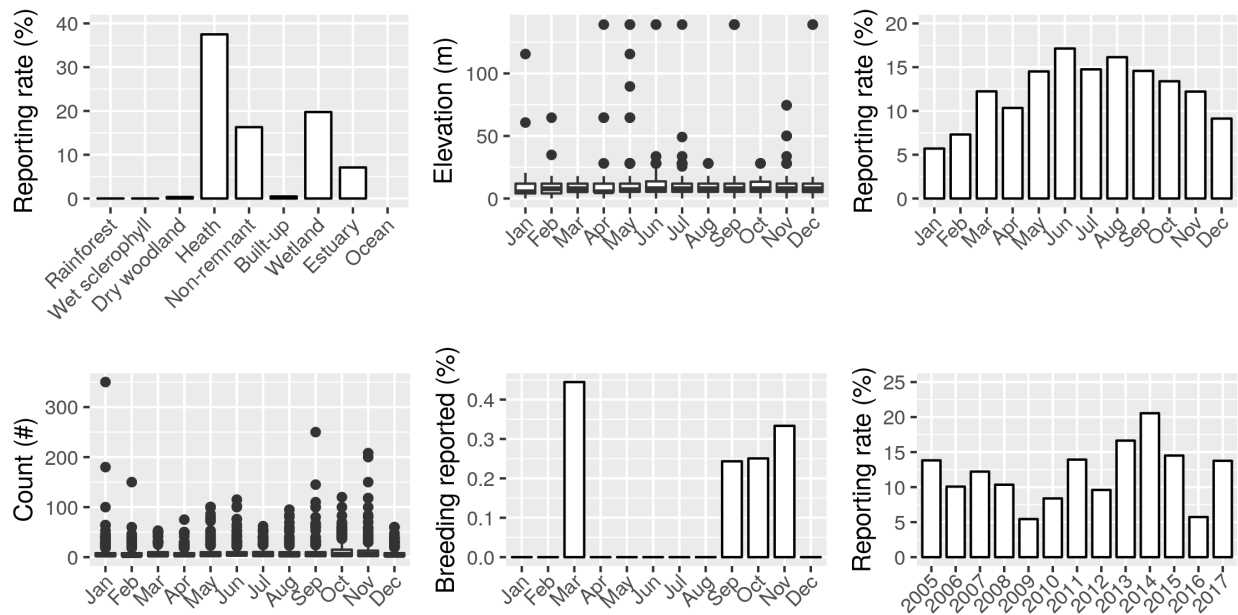 Reporting rate (%)
40
30
20
10
0
Rainforest
Wet sclerophyll
Dry woodland
Heath
Non-remnant
Built-up
Wetland
Estuary
Ocean
Elevation (m)
100
50
0
Jan
Feb
Mar
Apr
May
Jun
Jul
Aug
Sep
Oct
Nov
Dec
Reporting rate (%)
20
15
10
5
0
Jan
Feb
Mar
Apr
May
Jun
Jul
Aug
Sep
Oct
Nov
Dec
Count (#)
300
200
100
0
Jan
Feb
Mar
Apr
May
Jun
Jul
Aug
Sep
Oct
Nov
Dec
Breeding reported (%)
0.4
0.3
0.2
0.1
0.0
Jan
Feb
Mar
Apr
May
Jun
Jul
Aug
Sep
Oct
Nov
Dec
Reporting rate (%)
25
20
15
10
5
0
2005
2006
2007
2008
2009
2010
2011
2012
2013
2014
2015
2016
2017